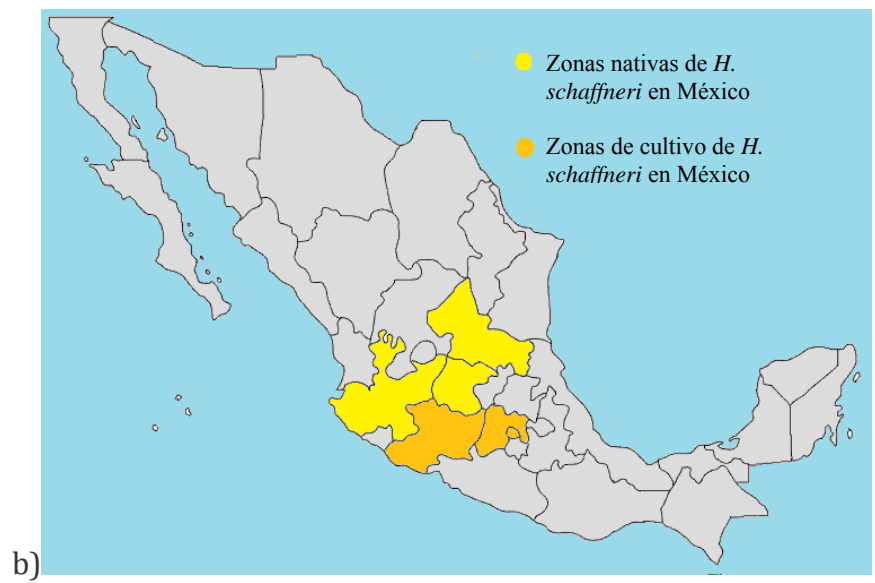 Zonas nativas de H.
schaffneri en México
Zonas de cultivo de H.
schaffneri en México
b)